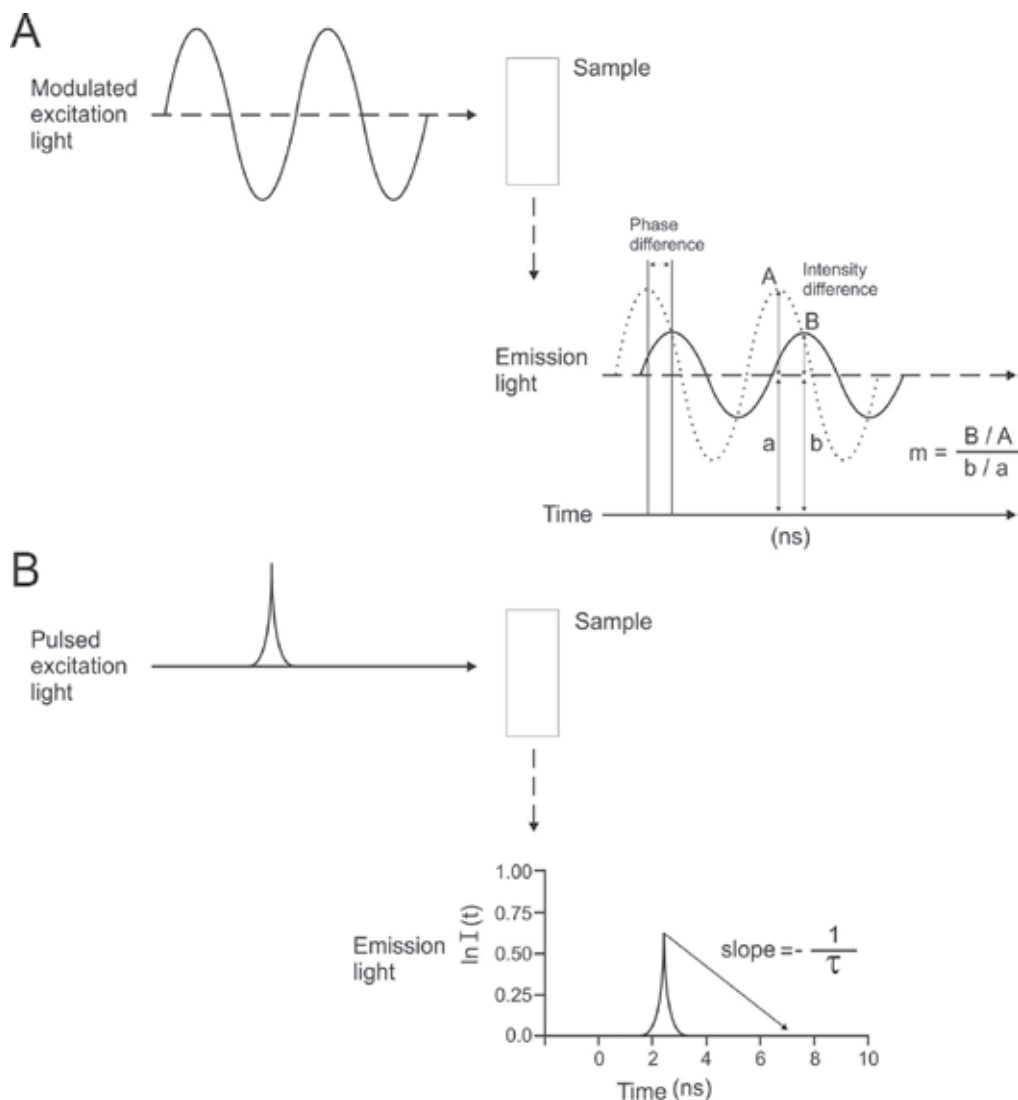 A
Modulated
excitation
light
Sample
Phase
difference
A
Intensity
difference
B
Emission
light
a
b
m = B / A
b / a
Time
(ns)
B
Pulsed
excitation
light
Sample
Emission
light
ln I (t)
1.00
0.75
0.50
0.25
0.0
slope = - 1
τ
0 2 4 6 8 10
Time (ns)